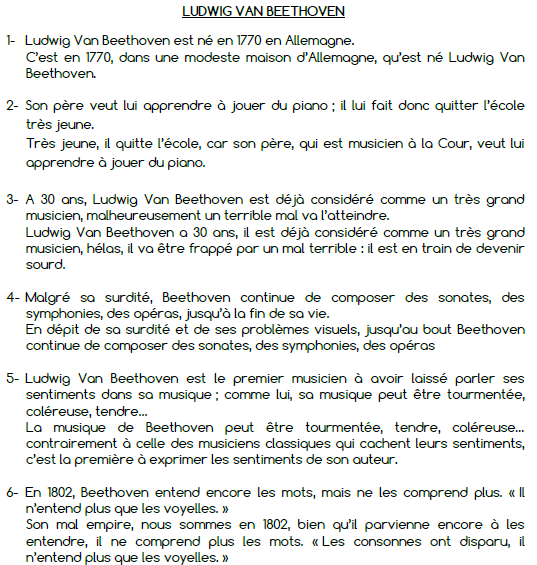 LUDWIG VAN BEETHOVEN
1- Ludwig Van Beethoven est né en 1770 en Allemagne.
C'est en 1770, dans une modeste maison d'Allemagne, qu'est né Ludwig Van
Beethoven.
2- Son père veut lui apprendre à jouer du piano ; il lui fait donc quitter l'école
très jeune.
Très jeune, il quitte l'école, car son père, qui est musicien à la Cour, veut lui
apprendre à jouer du piano.
3- A 30 ans, Ludwig Van Beethoven est déjà considéré comme un très grand
musicien, malheureusement un terrible mal va l'atteindre.
Ludwig Van Beethoven a 30 ans, il est déjà considéré comme un très grand
musicien, hélas, il va être frappé par un mal terrible : il est en train de devenir
sourd.
4- Malgré sa surdité, Beethoven continue de composer des sonates, des
symphonies, des opéras, jusqu'à la fin de sa vie.
En dépit de sa surdité et de ses problèmes visuels, jusqu'au bout Beethoven
continue de composer des sonates, des symphonies, des opéras
5- Ludwig Van Beethoven est le premier musicien à avoir laissé parler ses
sentiments dans sa musique ; comme lui, sa musique peut être tourmentée,
coléreuse, tendre...
La musique de Beethoven peut être tourmentée, tendre, coléreuse...
contrairement à celle des musiciens classiques qui cachent leurs sentiments,
c'est la première à exprimer les sentiments de son auteur.
6- En 1802, Beethoven entend encore les mots, mais ne les comprend plus. « Il
n'entend plus que les voyelles. »
Son mal empire, nous sommes en 1802, bien qu'il parvienne encore à les
entendre, il ne comprend plus les mots. « Les consonnes ont disparu, il
n'entend plus que les voyelles. »